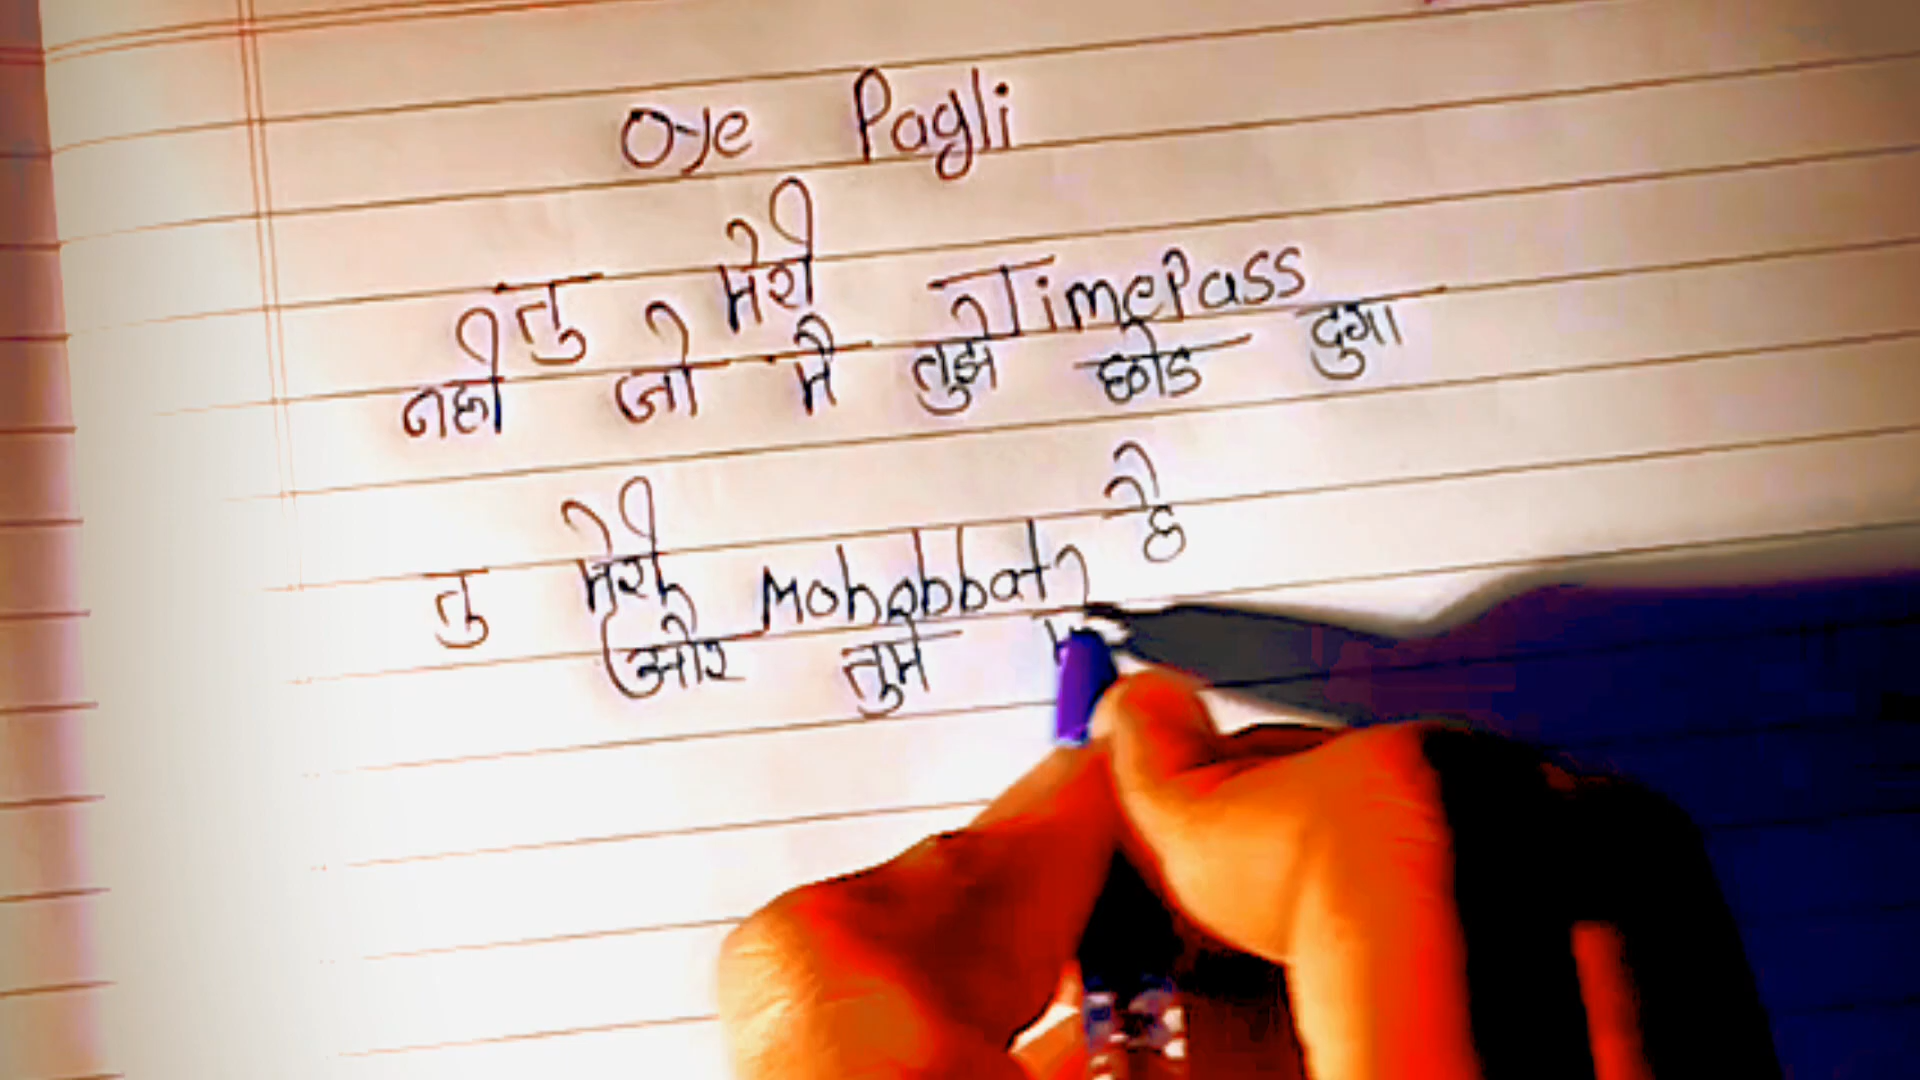 Oye Pagli
तु मेरी TimePass
नही जो मै तुझे छोड दुगा
तु मेरी Mohabbat है
और तुमे